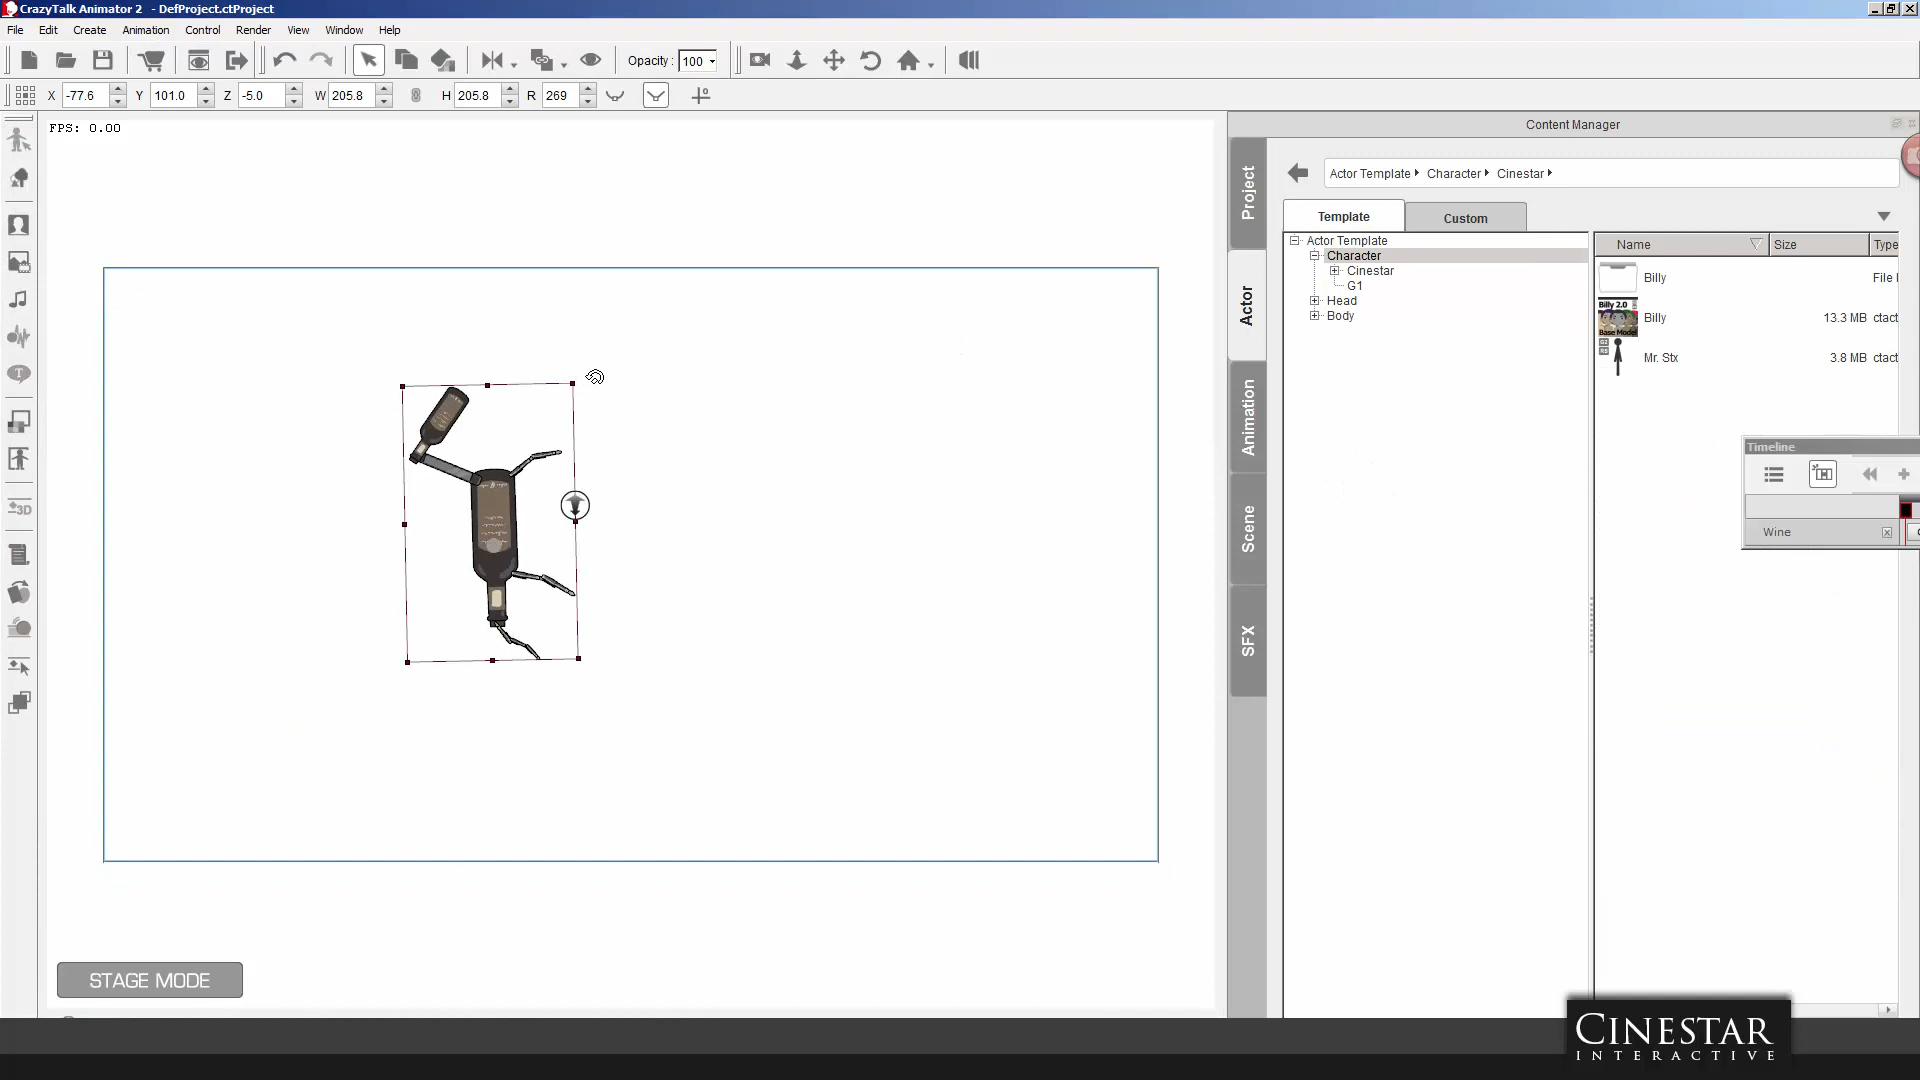 CrazyTalk Animator 2 - DefProject.ctProject
File Edit Create Animation Control Render View Window Help
Opacity : 100
X -77.6 Y 101.0 Z -5.0 W 205.8 H 205.8 R 269
FPS: 0.00
Content Manager
Actor Template Character Cinestar
Template Custom
Project
Actor
Animation
Scene
SFX
Actor Template
Character
Cinestar
G1
Head
Body
Name Size Type
Billy File
Billy 2.0
Base Model
Billy 13.3 MB ctact
Mr. Stx 3.8 MB ctact
3D
Timeline
Wine
STAGE MODE
CINESTAR
INTERACTIVE